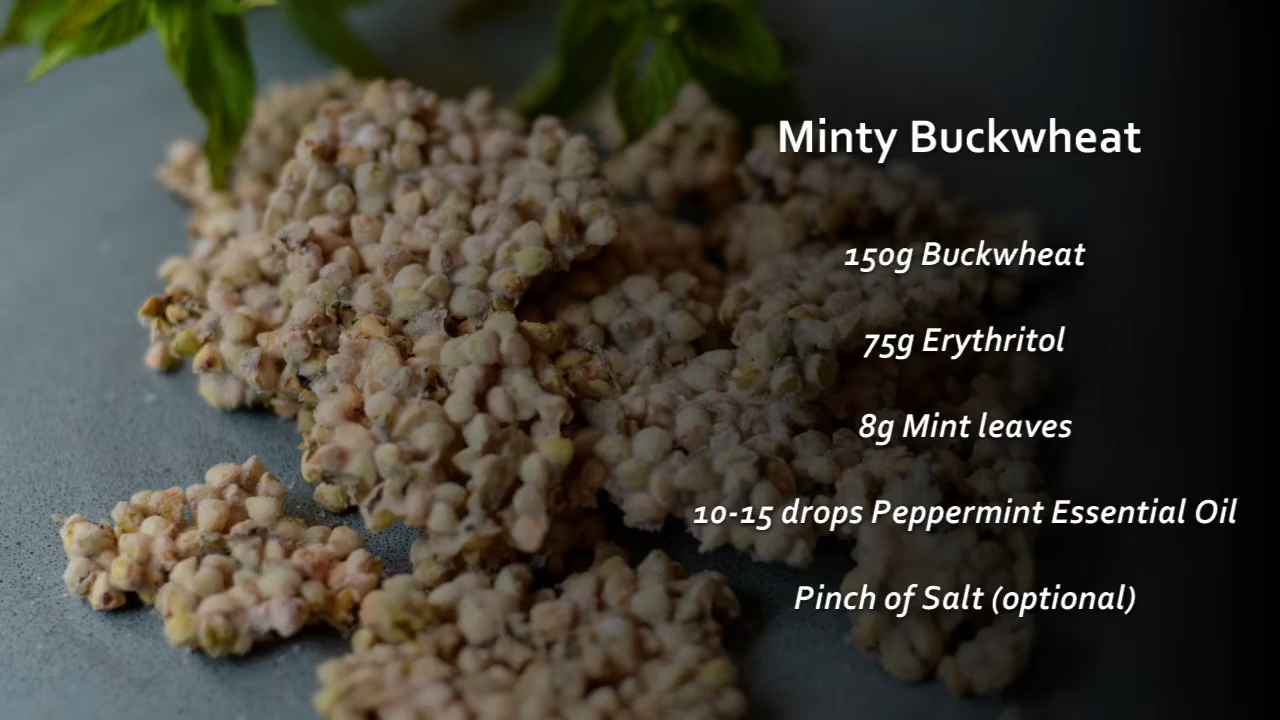 Minty Buckwheat
150g Buckwheat
75g Erythritol
8g Mint leaves
10-15 drops Peppermint Essential Oil
Pinch of Salt (optional)